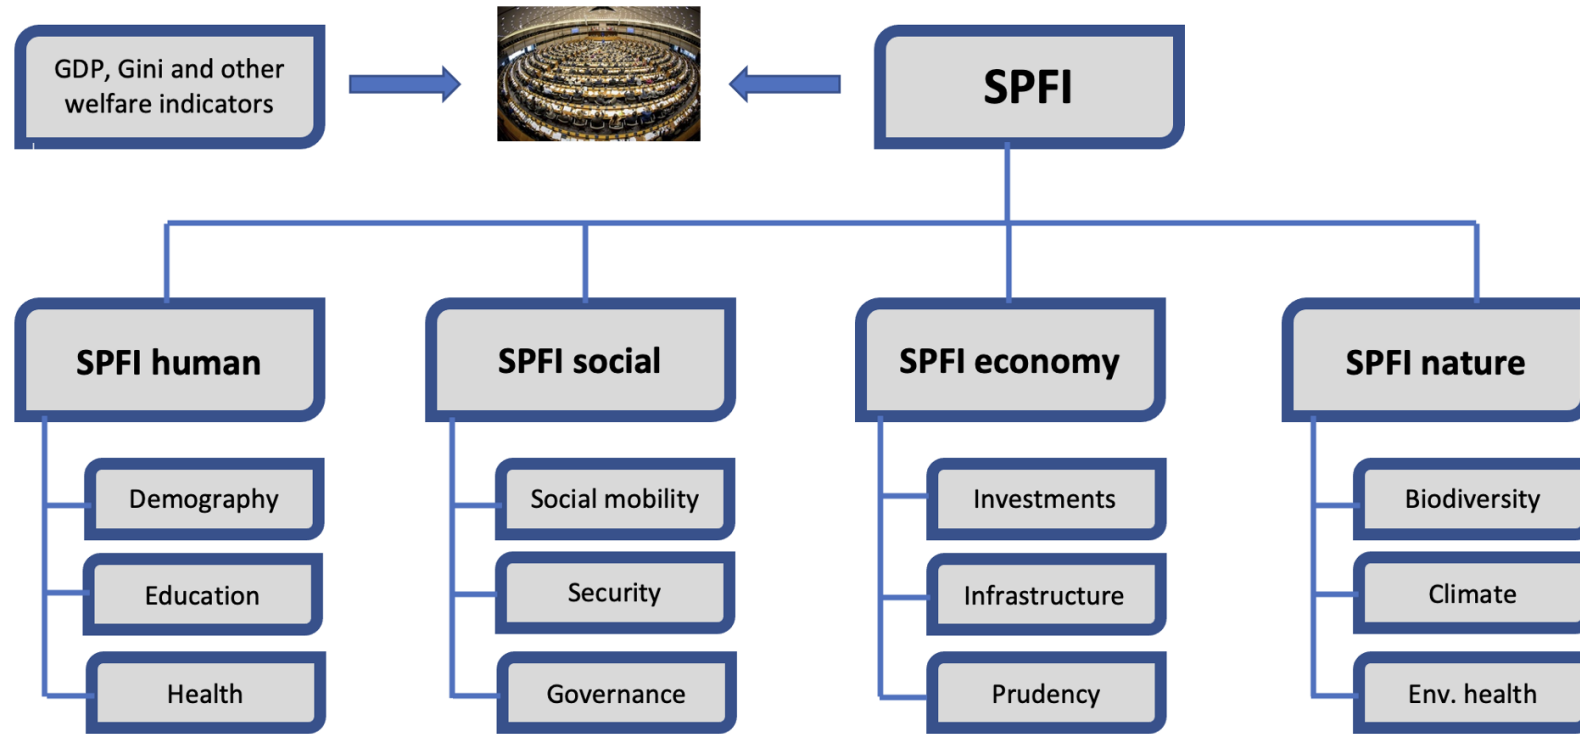 GDP, Gini and other
welfare indicators
SPFI
SPFI human
SPFI social
SPFI economy
SPFI nature
Demography
Social mobility
Investments
Biodiversity
Education
Security
Infrastructure
Climate
Health
Governance
Prudency
Env. health